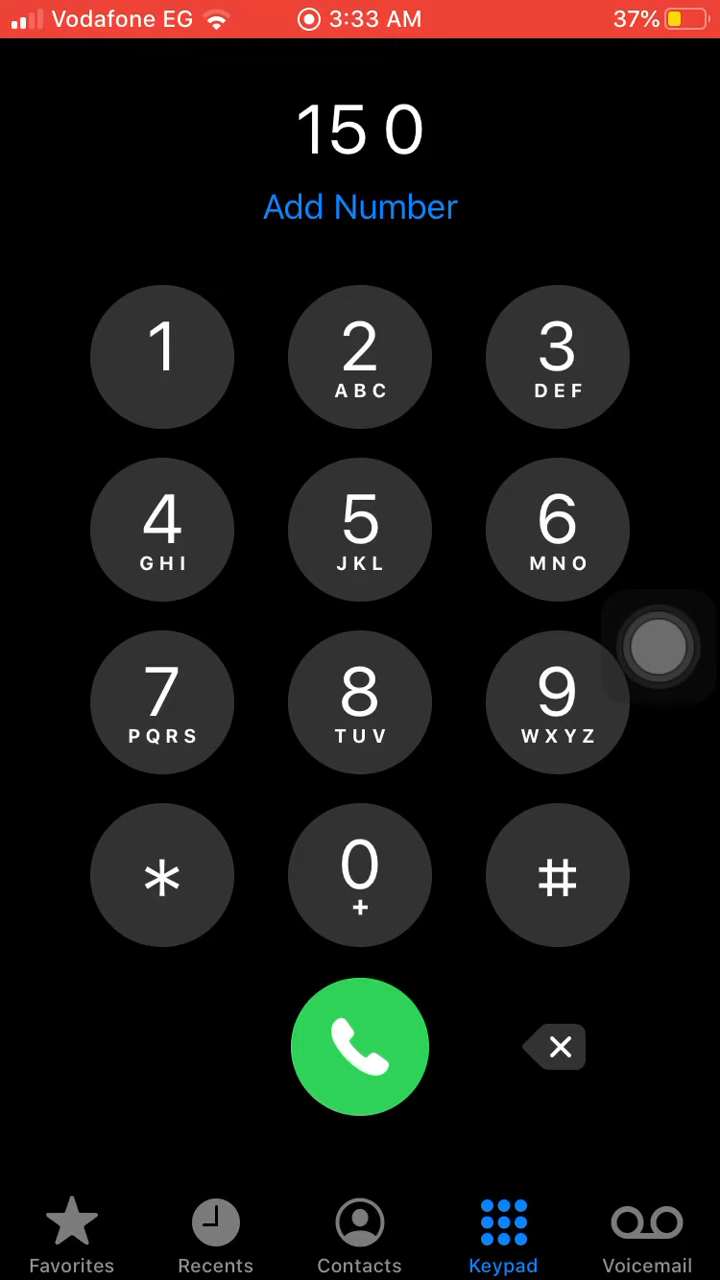 Vodafone EG 3:33 AM 37%
15 0
Add Number
1 2 3
ABC DEF
4 5 6
GHI JKL MNO
7 8 9
PQRS TUV WXYZ
* 0 #
+
Favorites Recents Contacts Keypad Voicemail